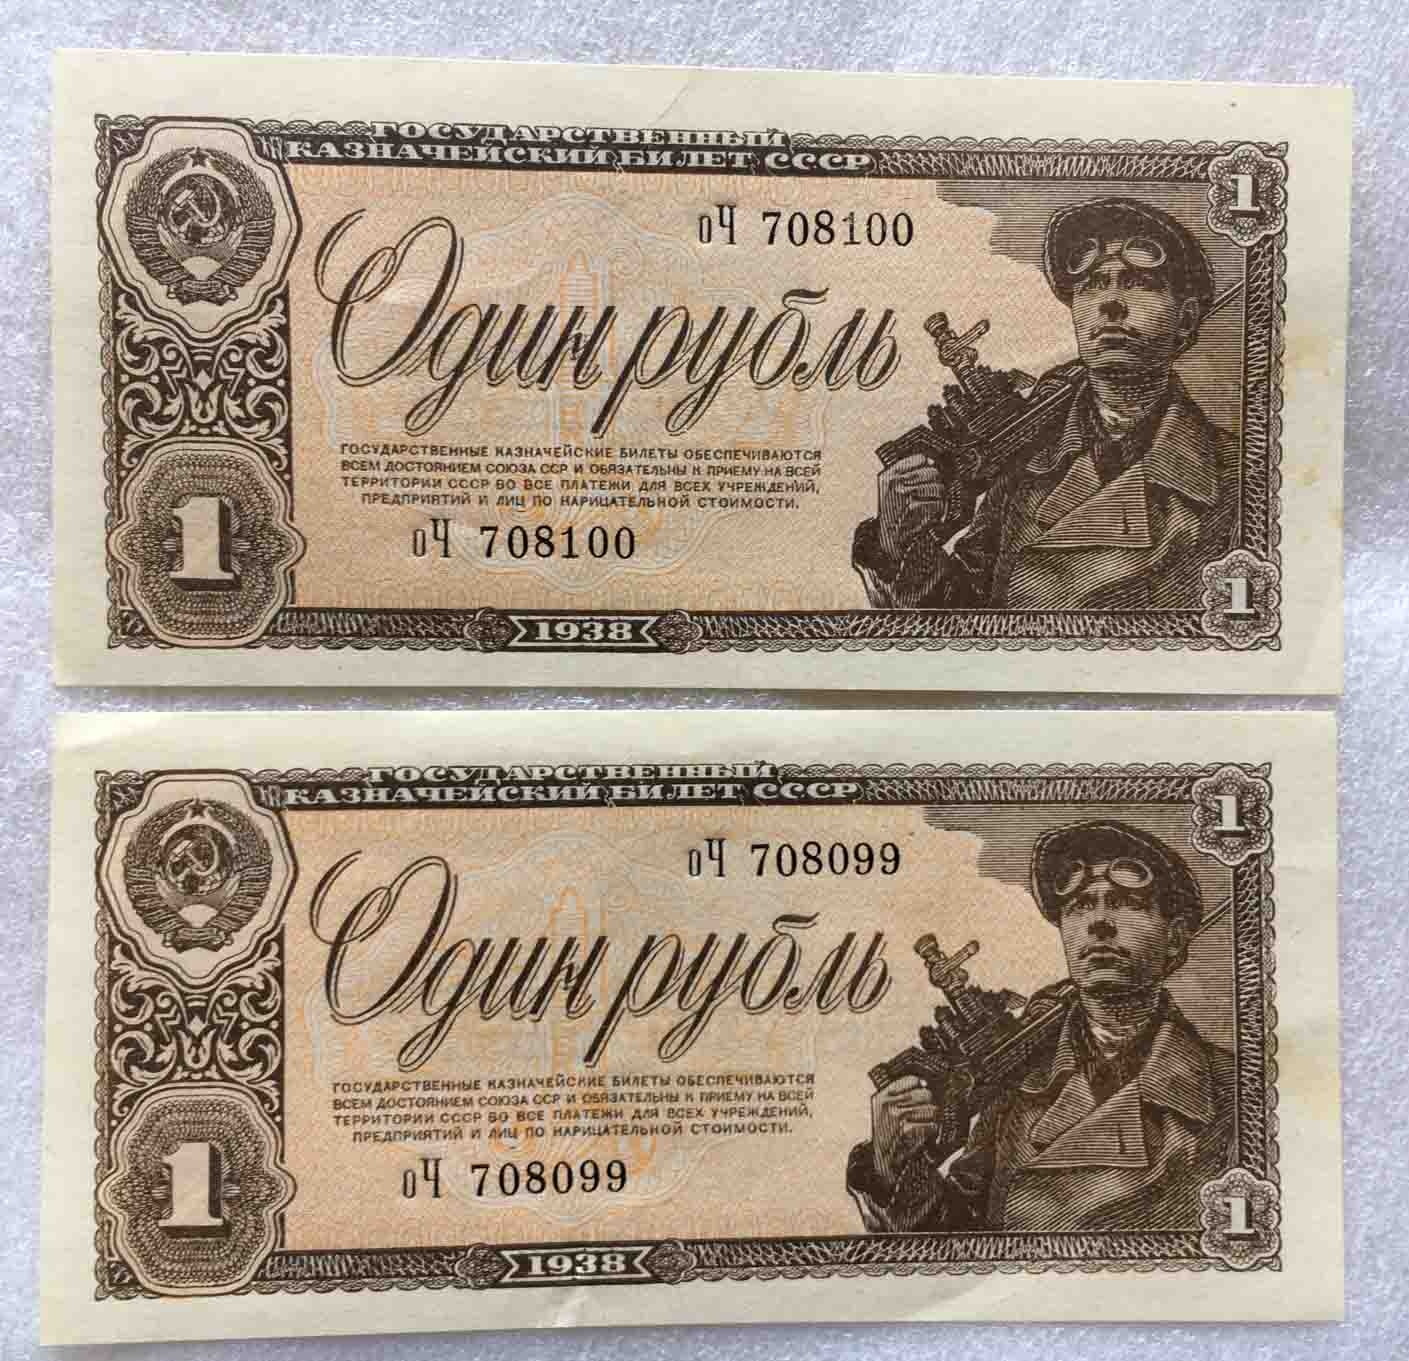 ГОСУДАРСТВЕННЫЙ
КАЗНАЧЕЙСКИЙ БИЛЕТ СССР
1
оЧ 708100
Один рубль
ГОСУДАРСТВЕННЫЕ КАЗНАЧЕЙСКИЕ БИЛЕТЫ ОБЕСПЕЧИВАЮТСЯ
ВСЕМ ДОСТОЯНИЕМ СОЮЗА ССР И ОБЯЗАТЕЛЬНЫ К ПРИЕМУ НА ВСЕЙ
ТЕРРИТОРИИ СССР ВО ВСЕ ПЛАТЕЖИ ДЛЯ ВСЕХ УЧРЕЖДЕНИЙ,
ПРЕДПРИЯТИЙ И ЛИЦ ПО НАРИЦАТЕЛЬНОЙ СТОИМОСТИ.
1
оЧ 708100
1
1938
ГОСУДАРСТВЕННЫЙ
КАЗНАЧЕЙСКИЙ БИЛЕТ СССР
1
оЧ 708099
Один рубль
ГОСУДАРСТВЕННЫЕ КАЗНАЧЕЙСКИЕ БИЛЕТЫ ОБЕСПЕЧИВАЮТСЯ
ВСЕМ ДОСТОЯНИЕМ СОЮЗА ССР И ОБЯЗАТЕЛЬНЫ К ПРИЕМУ НА ВСЕЙ
ТЕРРИТОРИИ СССР ВО ВСЕ ПЛАТЕЖИ ДЛЯ ВСЕХ УЧРЕЖДЕНИЙ,
ПРЕДПРИЯТИЙ И ЛИЦ ПО НАРИЦАТЕЛЬНОЙ СТОИМОСТИ.
1
оЧ 708099
1
1938